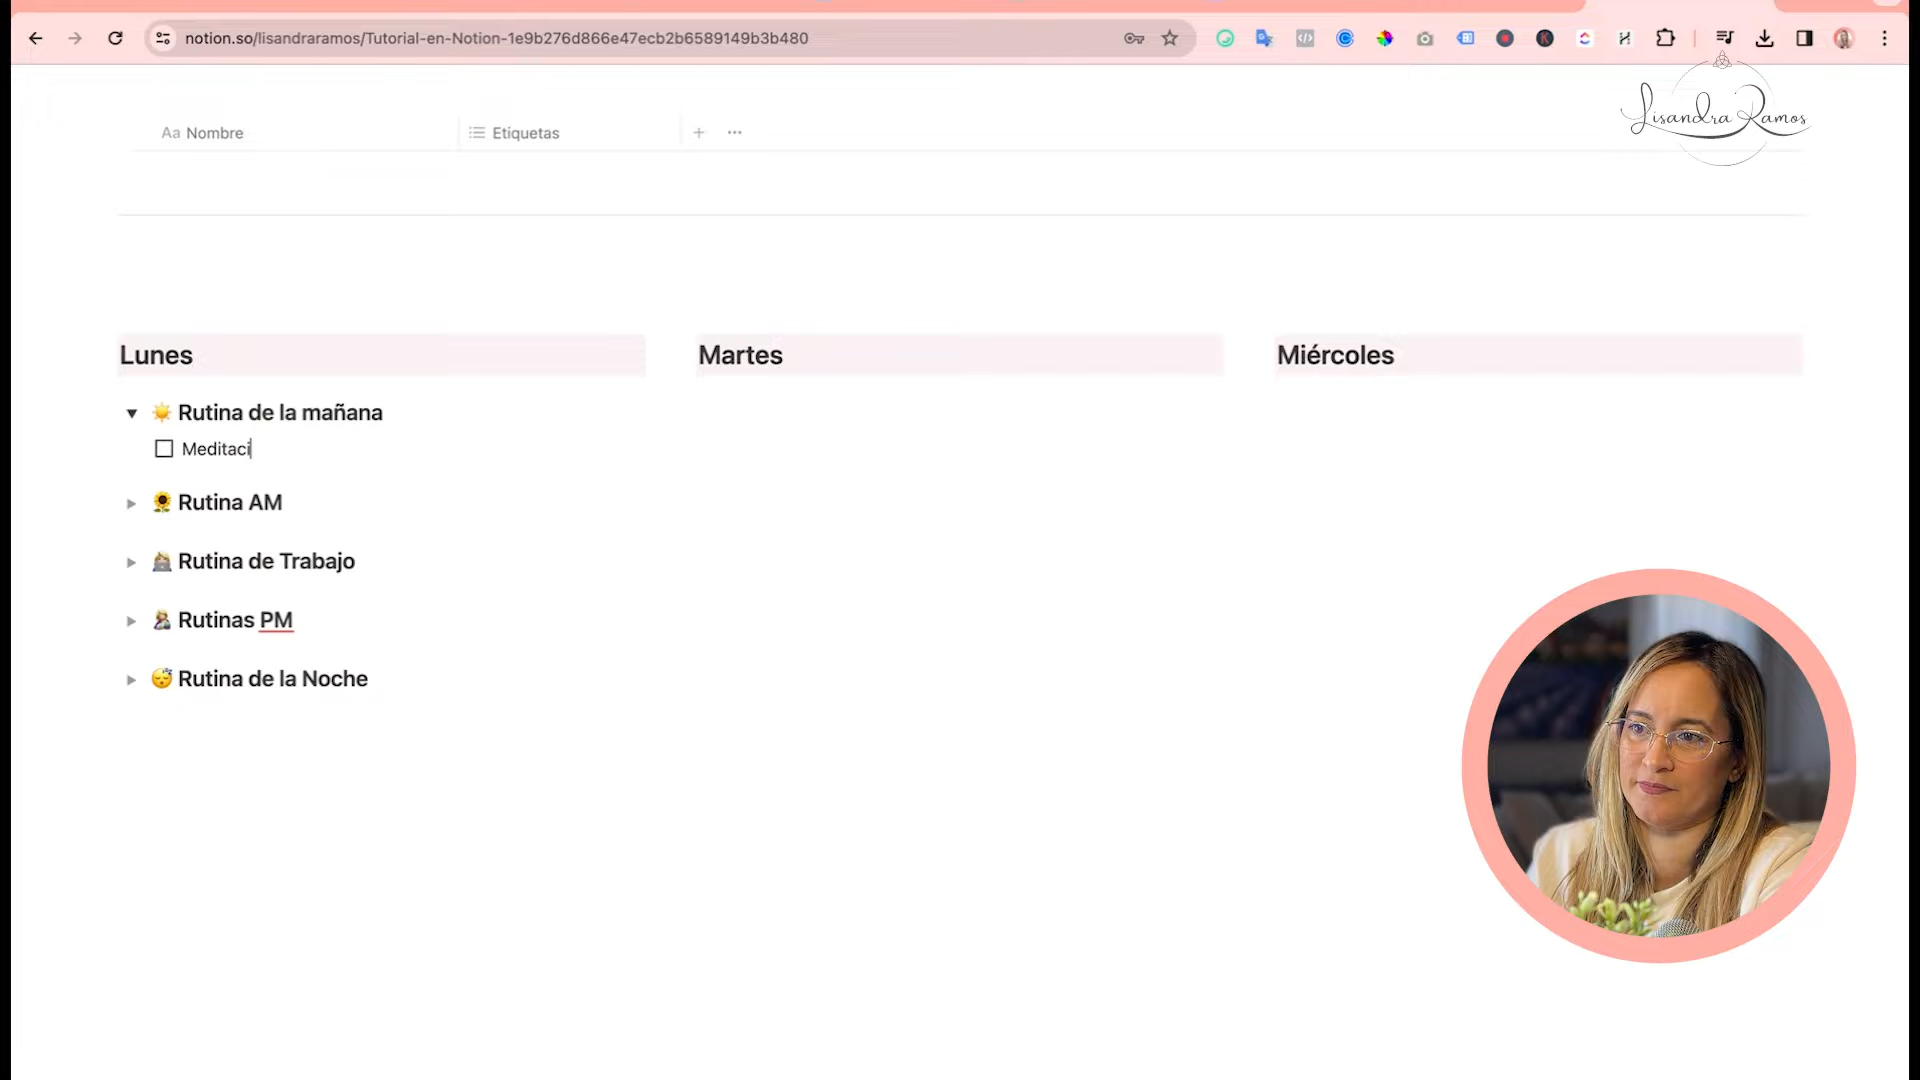 notion.so/lisandraramos/Tutorial-en-Notion-1e9b276d866e47ecb2b6589149b3b480
Lisandra Ramos
Aa Nombre
Etiquetas
Lunes
Martes
Miércoles
☀️ Rutina de la mañana
Meditaci
🌻 Rutina AM
👩🏼‍💻 Rutina de Trabajo
👩🏼‍🍼 Rutinas PM
😴 Rutina de la Noche